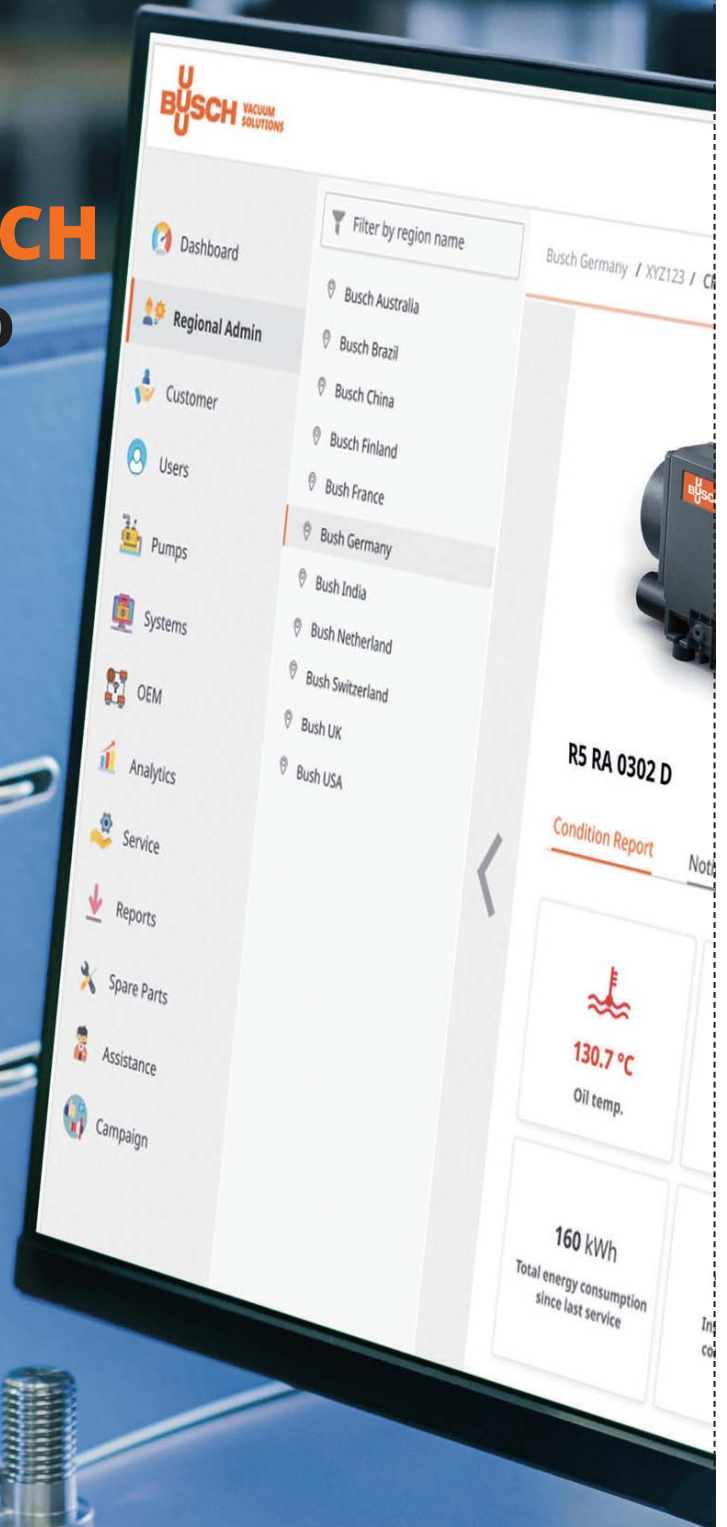 BUSCH VACUUM
SOLUTIONS
CH
Dashboard
Regional Admin
Customer
Users
Pumps
Systems
OEM
Analytics
Service
Reports
Spare Parts
Assistance
Campaign
Filter by region name
Busch Australia
Busch Brazil
Busch China
Busch Finland
Bush France
Bush Germany
Bush India
Bush Netherland
Bush Switzerland
Bush UK
Bush USA
Busch Germany / XYZ123 /
R5 RA 0302 D
Condition Report
130.7 °C
Oil temp.
160 kWh
Total energy consumption
since last service